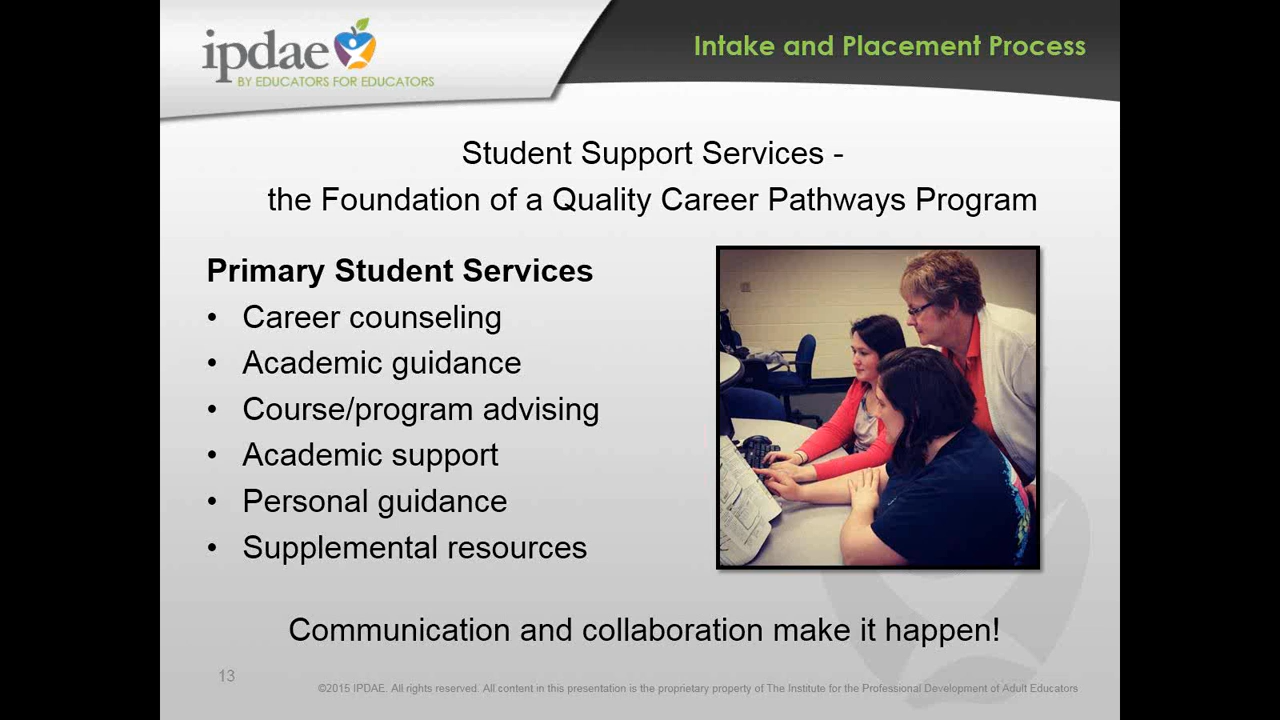 ipdae
BY EDUCATORS FOR EDUCATORS
Intake and Placement Process
Student Support Services -
the Foundation of a Quality Career Pathways Program
Primary Student Services
• Career counseling
• Academic guidance
• Course/program advising
• Academic support
• Personal guidance
• Supplemental resources
Communication and collaboration make it happen!
13
©2015 IPDAE. All rights reserved. All content in this presentation is the proprietary property of The Institute for the Professional Development of Adult Educators